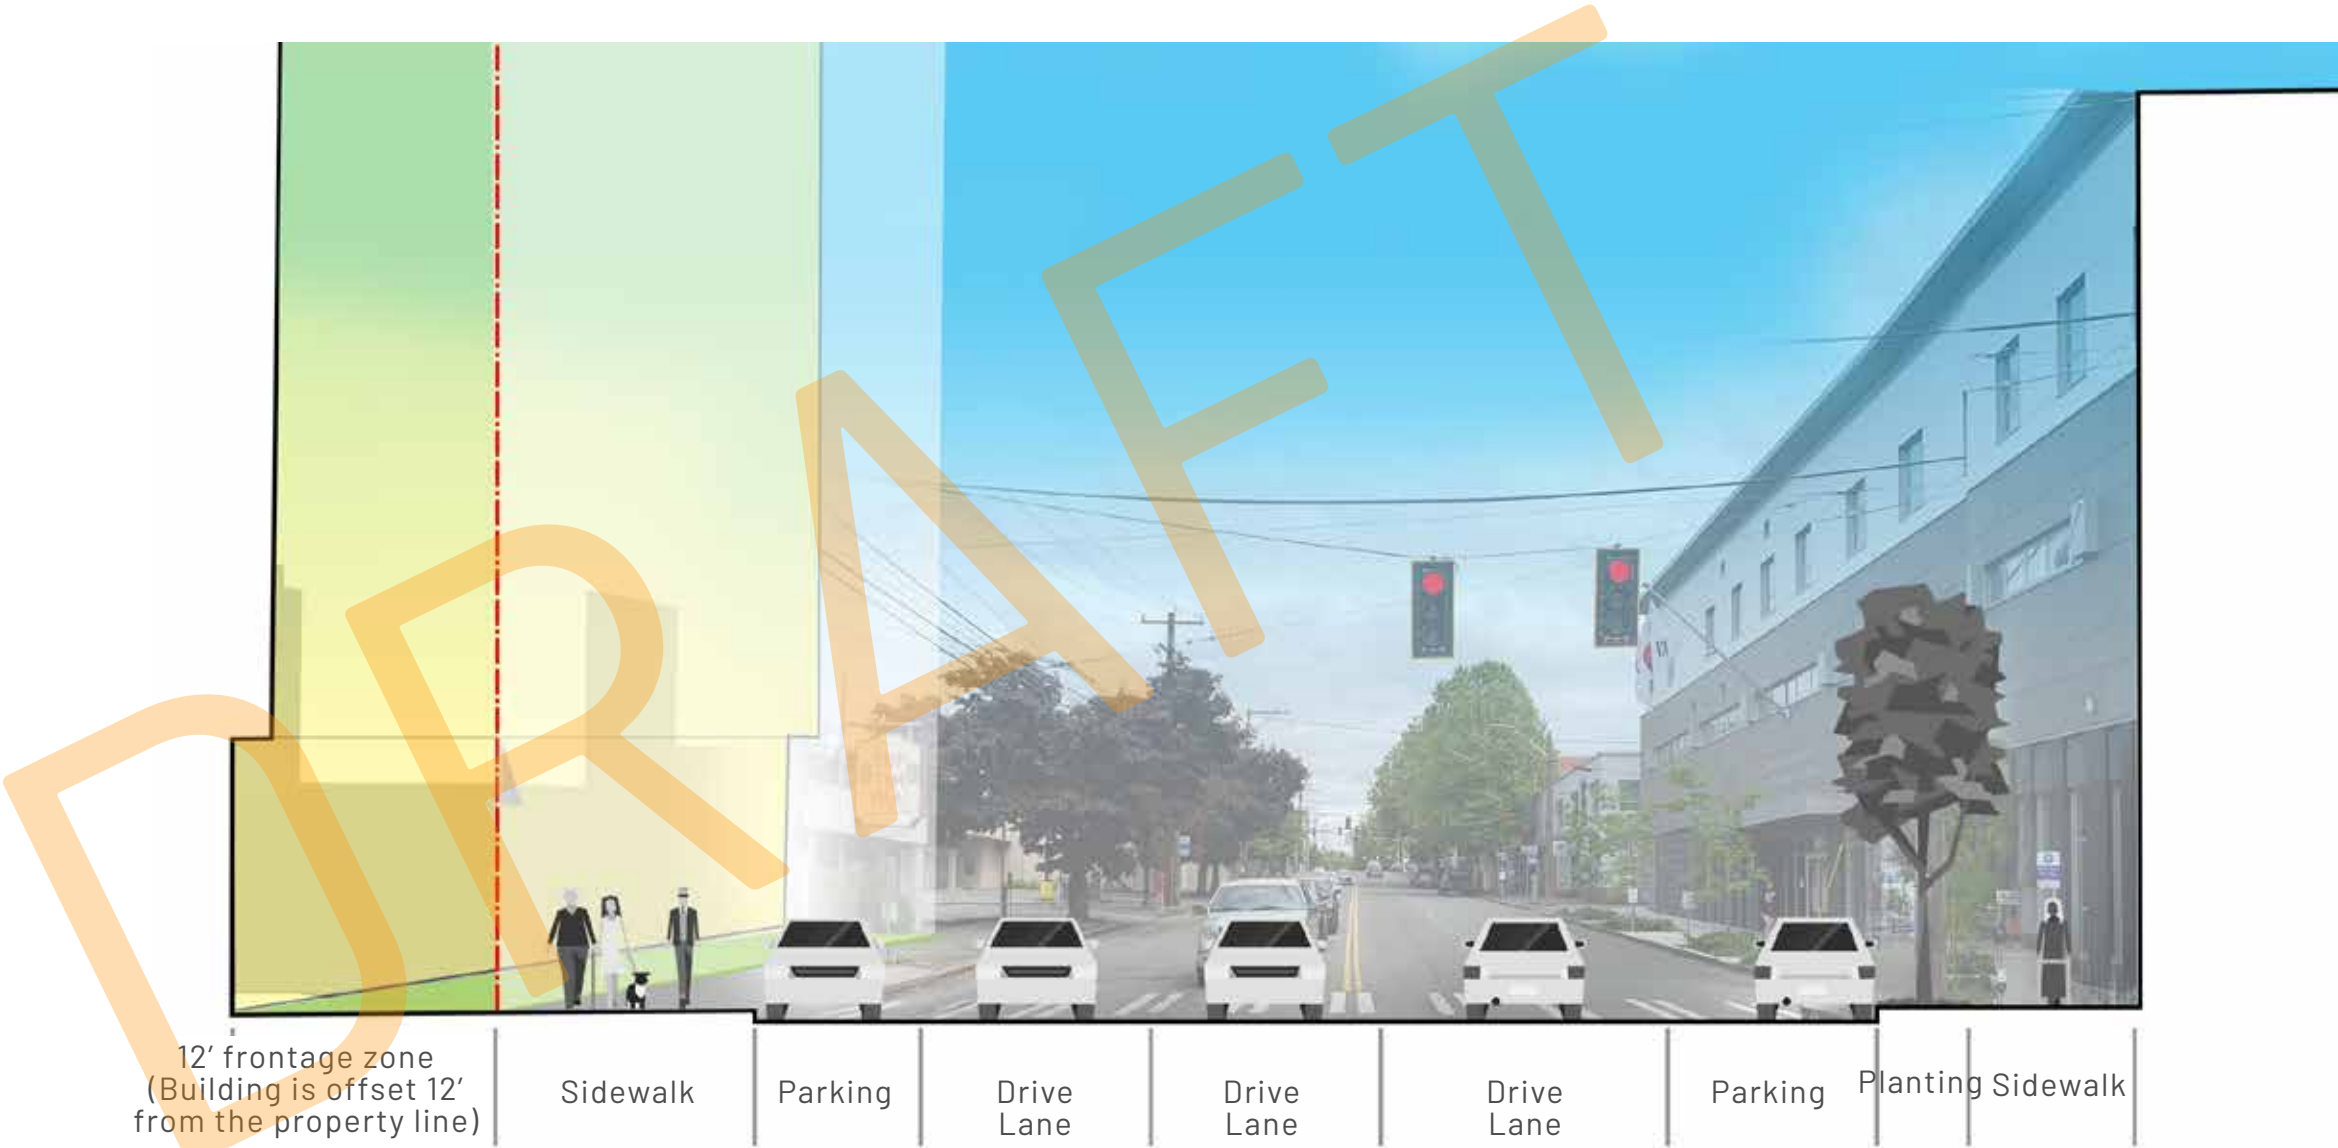 DRAFT
12’ frontage zone
(Building is offset 12’
from the property line)
Sidewalk
Parking
Drive
Lane
Drive
Lane
Drive
Lane
Parking
Planting
Sidewalk